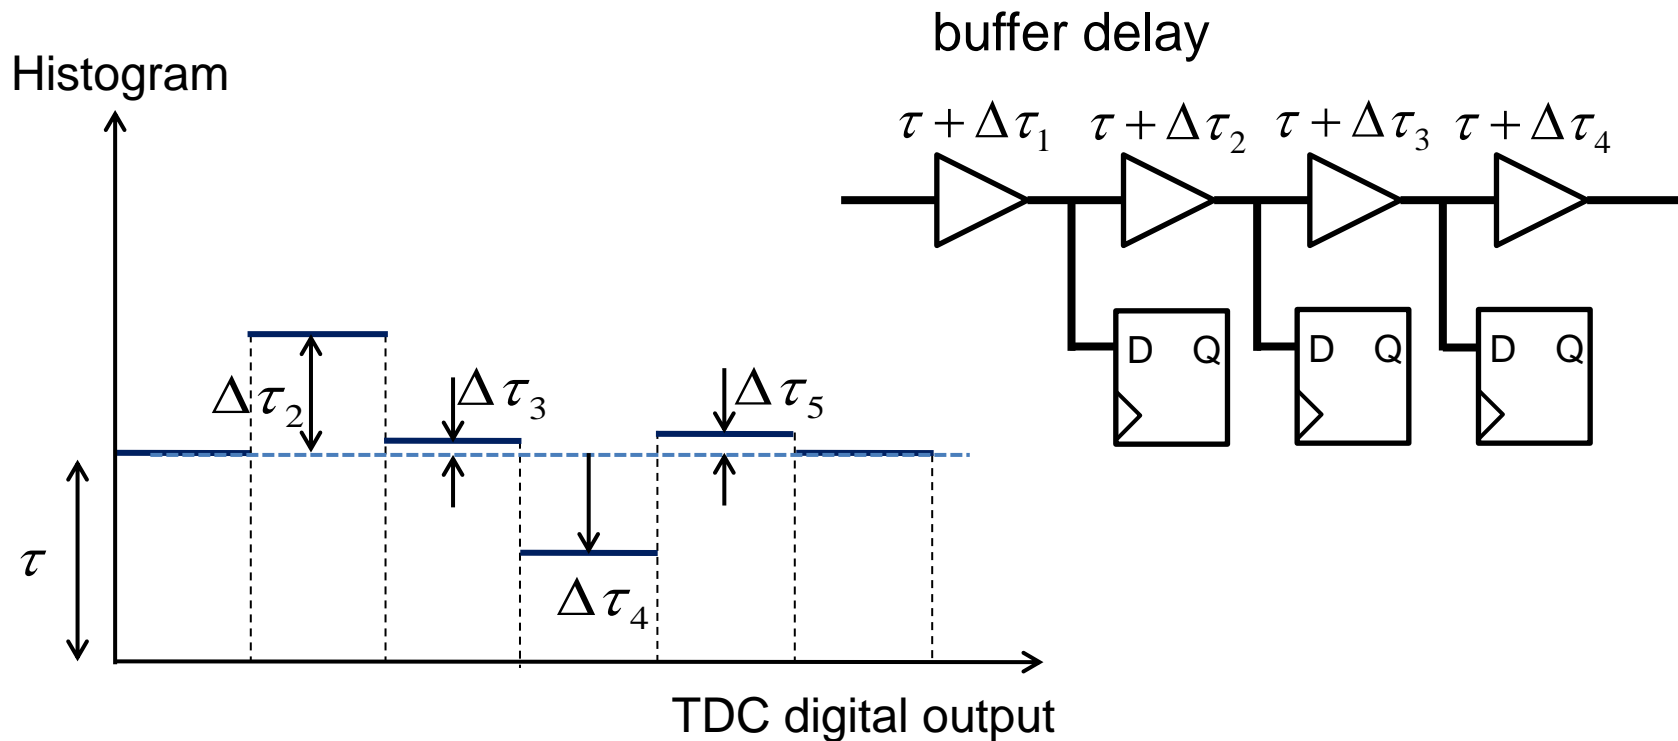 buffer delay
Histogram
τ + Δτ₁ τ + Δτ₂ τ + Δτ₃ τ + Δτ₄
D Q D Q D Q
Δτ₂ Δτ₃ Δτ₅
τ
Δτ₄
TDC digital output